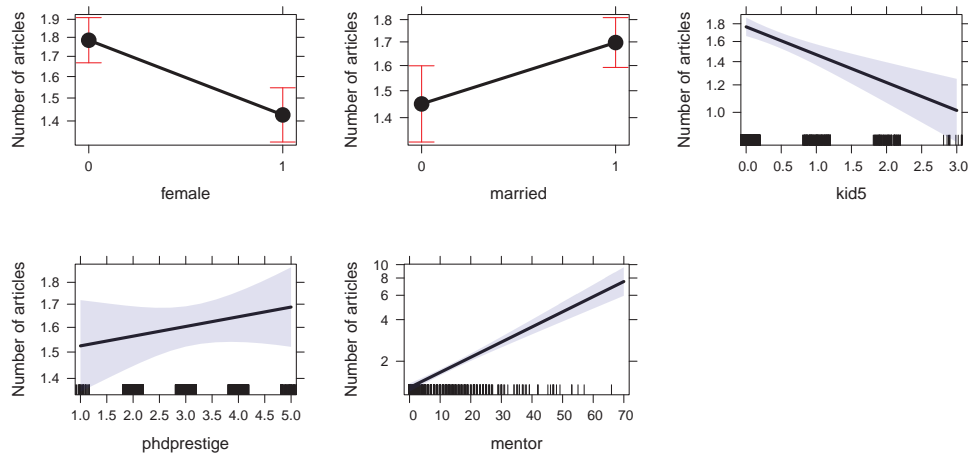 Number of articles
1.9
1.8
1.7
1.6
1.5
1.4
0 1
female
Number of articles
1.8
1.7
1.6
1.5
1.4
0 1
married
Number of articles
1.8
1.6
1.4
1.2
1.0
0.0 0.5 1.0 1.5 2.0 2.5 3.0
kid5
Number of articles
1.8
1.7
1.6
1.5
1.4
1.0 1.5 2.0 2.5 3.0 3.5 4.0 4.5 5.0
phdprestige
Number of articles
10
8
6
4
2
0 10 20 30 40 50 60 70
mentor